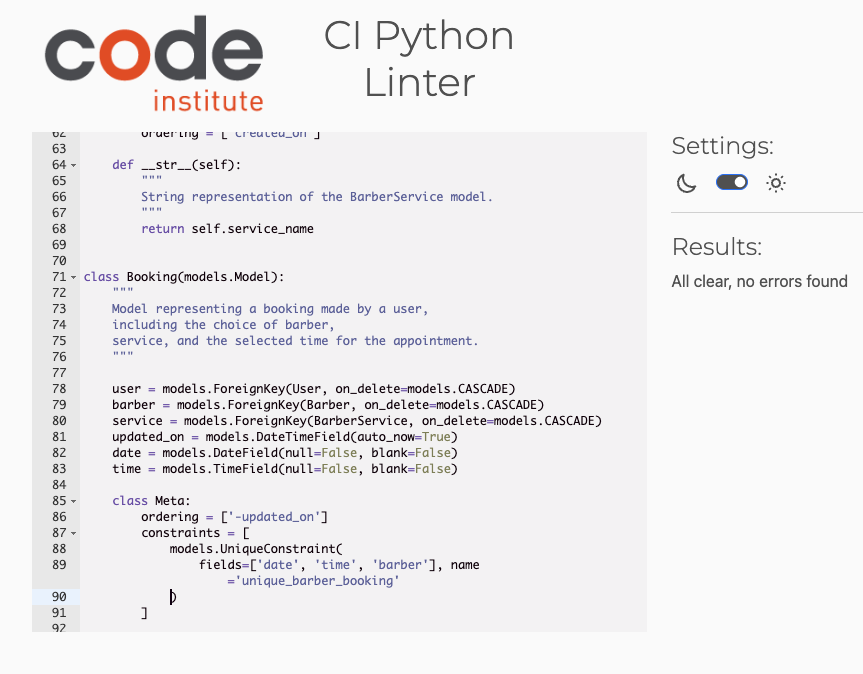 code
institute
CI Python
Linter
62 ordering = ['created_on']
63
64 def __str__(self):
65 """
66 String representation of the BarberService model.
67 """
68 return self.service_name
69
70
71 class Booking(models.Model):
72 """
73 Model representing a booking made by a user,
74 including the choice of barber,
75 service, and the selected time for the appointment.
76 """
77
78 user = models.ForeignKey(User, on_delete=models.CASCADE)
79 barber = models.ForeignKey(Barber, on_delete=models.CASCADE)
80 service = models.ForeignKey(BarberService, on_delete=models.CASCADE)
81 updated_on = models.DateTimeField(auto_now=True)
82 date = models.DateField(null=False, blank=False)
83 time = models.TimeField(null=False, blank=False)
84
85 class Meta:
86 ordering = ['-updated_on']
87 constraints = [
88 models.UniqueConstraint(
89 fields=['date', 'time', 'barber'], name
='unique_barber_booking'
90 )
91 ]
92
Settings:
Results:
All clear, no errors found